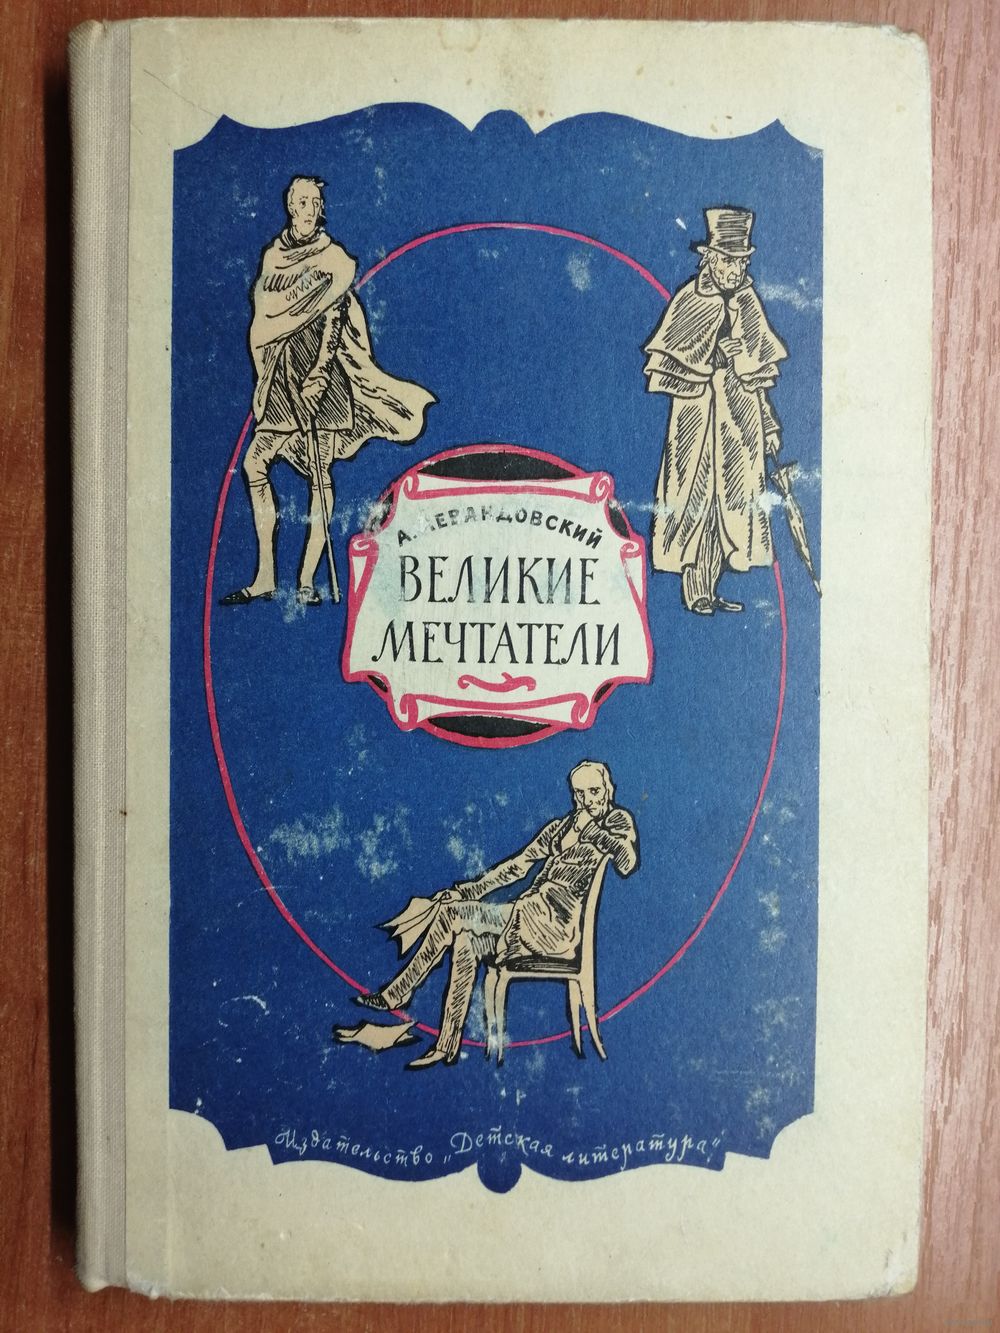 А. ЛЕВАНДОВСКИЙ
ВЕЛИКИЕ
МЕЧТАТЕЛИ
Издательство „Детская литература"